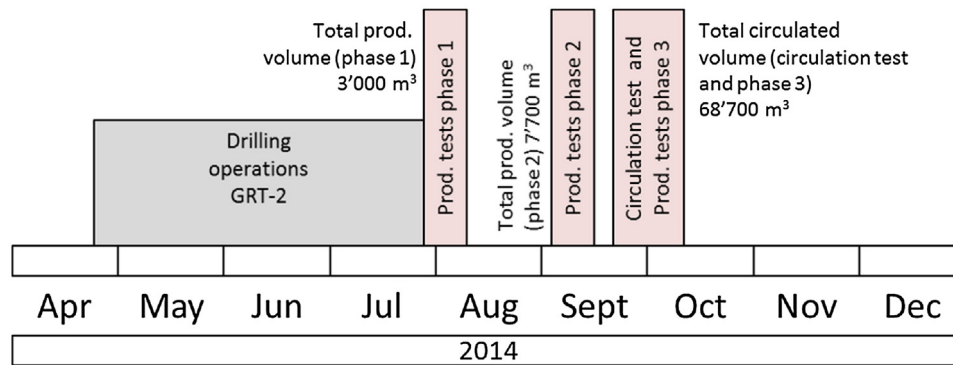 Total prod.
volume (phase 1)
3’000 m³
Prod. tests phase 1
Total prod. volume
(phase 2) 7’700 m³
Prod. tests phase 2
Circulation test and
Prod. tests phase 3
Total circulated
volume (circulation test
and phase 3)
68’700 m³
Drilling
operations
GRT-2
Apr May Jun Jul Aug Sept Oct Nov Dec
2014